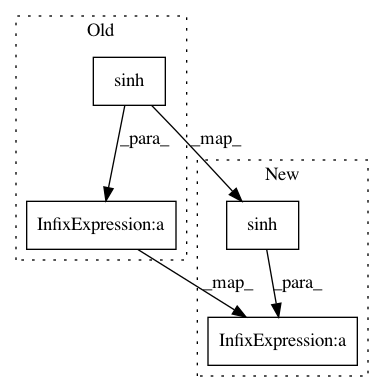 Old
sinh
_para_
_map_
New
InfixExpression:a
sinh
_map_
_para_
InfixExpression:a